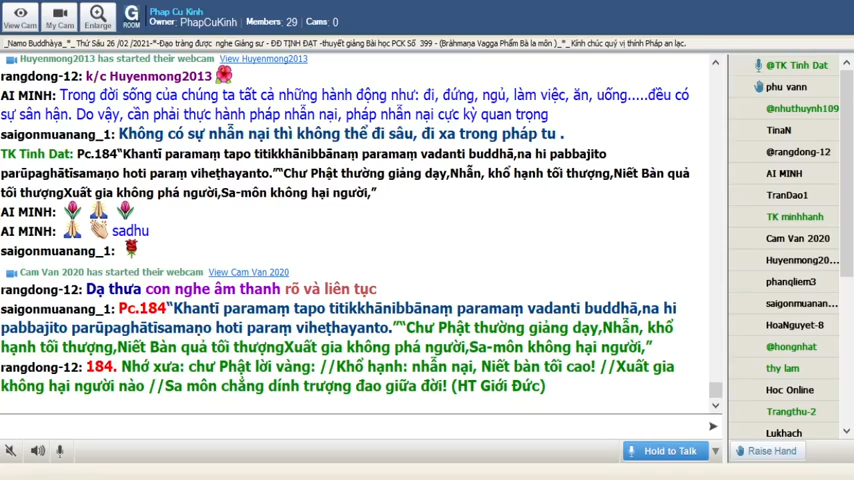 View Cam
My Cam
Enlarge
G
ROOM
Phap Cu Kinh
Owner: PhapCuKinh , Members: 29 , Cams: 0
_Namo Buddhàya_*_ Thứ Sáu 26 /02 /2021-*-Đạo tràng được nghe Giảng sư - ĐĐ TỊNH ĐẠT -thuyết giảng Bài học PCK Số 399 - (Bràhmaṇa Vagga Phẩm Bà la môn )_*_ Kính chúc quý vị thính Pháp an lạc.
Huyenmong2013 has started their webcam View Huyenmong2013
rangdong-12: k/c Huyenmong2013
AI MINH: Trong đời sống của chúng ta tất cả những hành động như: đi, đứng, ngủ, làm việc, ăn, uống.....đều có
sự sân hận. Do vậy, cần phải thực hành pháp nhẫn nại, pháp nhẫn nại cực kỳ quan trọng
saigonmuanang_1: Không có sự nhẫn nại thì không thể đi sâu, đi xa trong pháp tu .
TK Tinh Dat: Pc.184“Khantī paramaṃ tapo titikkhānibbānaṃ paramaṃ vadanti buddhā,na hi pabbajito
parūpaghātīsamaṇo hoti paraṃ viheṭhayanto.”“Chư Phật thường giảng dạy,Nhẫn, khổ hạnh tối thượng,Niết Bàn quả
tối thượngXuất gia không phá người,Sa-môn không hại người,”
AI MINH:
AI MINH: sadhu
saigonmuanang_1:
Cam Van 2020 has started their webcam View Cam Van 2020
rangdong-12: Dạ thưa con nghe âm thanh rõ và liên tục
saigonmuanang_1: Pc.184“Khantī paramaṃ tapo titikkhānibbānaṃ paramaṃ vadanti buddhā,na hi
pabbajito parūpaghātīsamaṇo hoti paraṃ viheṭhayanto.”“Chư Phật thường giảng dạy,Nhẫn, khổ
hạnh tối thượng,Niết Bàn quả tối thượngXuất gia không phá người,Sa-môn không hại người,”
rangdong-12: 184. Nhớ xưa: chư Phật lời vàng: //Khổ hạnh: nhẫn nại, Niết bàn tối cao! //Xuất gia
không hại người nào //Sa môn chẳng dính trượng đao giữa đời! (HT Giới Đức)
Hold to Talk
@TK Tinh Dat
phu vann
@nhuthuynh109
TinaN
@rangdong-12
AI MINH
TranDao1
TK minhhanh
Cam Van 2020
Huyenmong20...
phanqliem3
saigonmuanan...
HoaNguyet-8
@hongnhat
thy lam
Hoc Online
Trangthu-2
Lukhach
Raise Hand